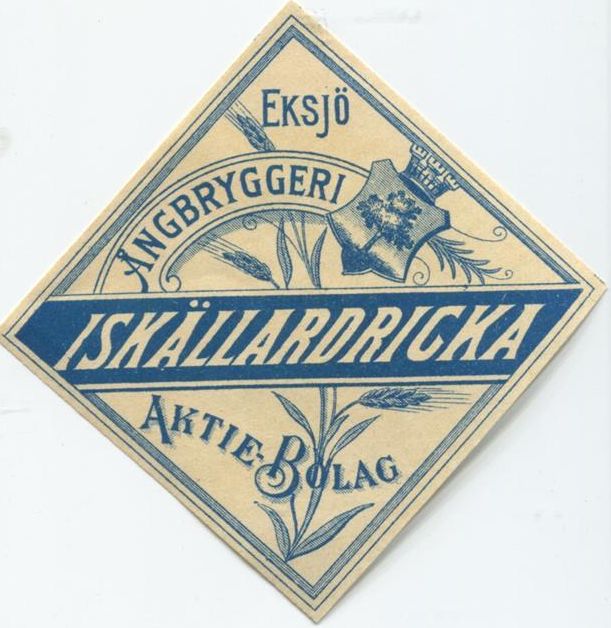 EKSJÖ
ÅNGBRYGGERI
ISKÄLLARDRICKA
AKTIE-BOLAG